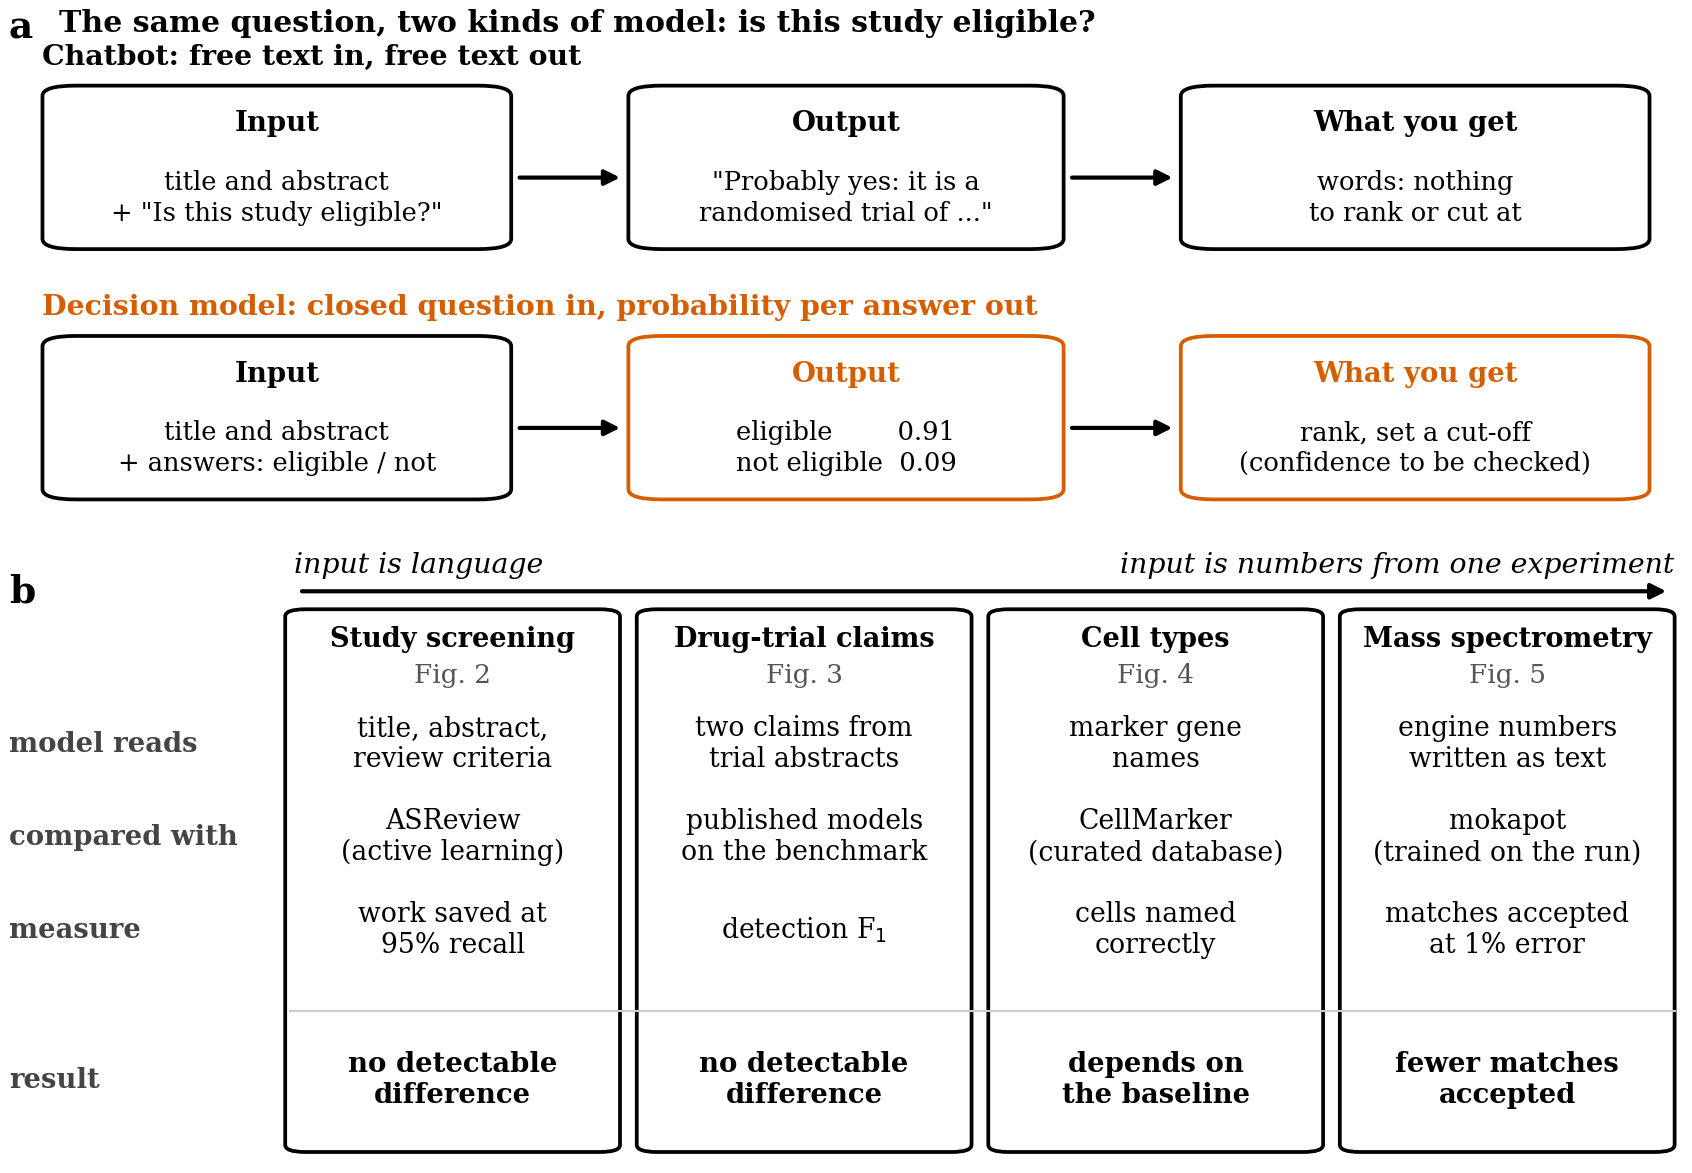 a The same question, two kinds of model: is this study eligible?
Chatbot: free text in, free text out
Input
title and abstract
+ "Is this study eligible?"
Output
"Probably yes: it is a
randomised trial of ..."
What you get
words: nothing
to rank or cut at
Decision model: closed question in, probability per answer out
Input
title and abstract
+ answers: eligible / not
Output
eligible 0.91
not eligible 0.09
What you get
rank, set a cut-off
(confidence to be checked)
b
input is language
input is numbers from one experiment
Study screening
Fig. 2
Drug-trial claims
Fig. 3
Cell types
Fig. 4
Mass spectrometry
Fig. 5
model reads
title, abstract,
review criteria
two claims from
trial abstracts
marker gene
names
engine numbers
written as text
compared with
ASReview
(active learning)
published models
on the benchmark
CellMarker
(curated database)
mokapot
(trained on the run)
measure
work saved at
95% recall
detection F₁
cells named
correctly
matches accepted
at 1% error
result
no detectable
difference
no detectable
difference
depends on
the baseline
fewer matches
accepted